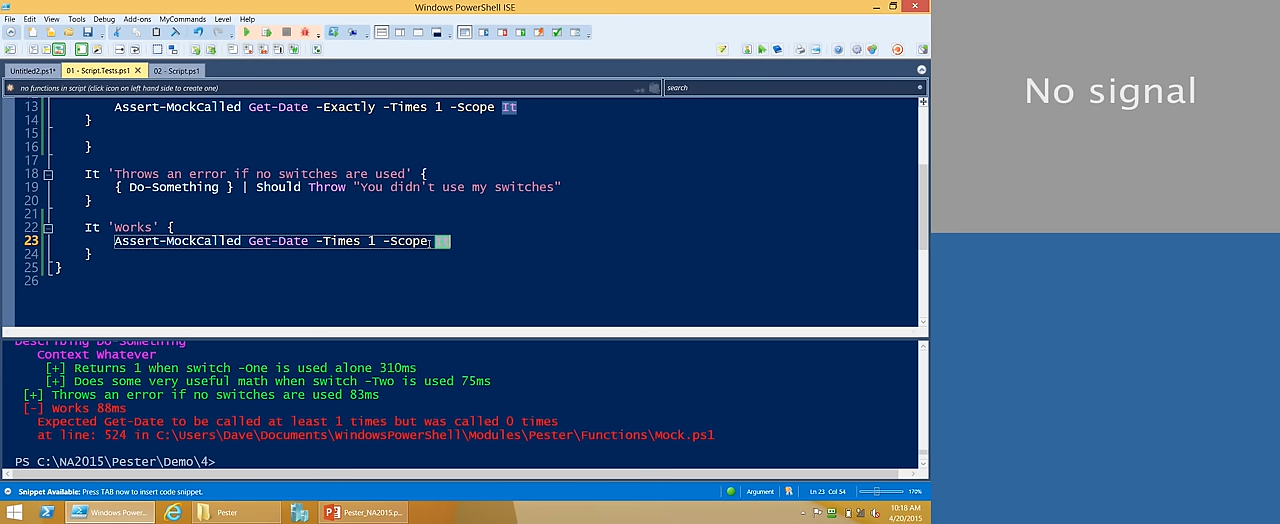 Windows PowerShell ISE
File Edit View Tools Debug Add-ons MyCommands Level Help
Untitled2.ps1* 01 - Script.Tests.ps1 02 - Script.ps1
no functions in script (click icon on left hand side to create one) search
13 Assert-MockCalled Get-Date -Exactly -Times 1 -Scope It
14 }
15
16 }
17
18 It 'Throws an error if no switches are used' {
19 { Do-Something } | Should Throw "You didn't use my switches"
20 }
21
22 It 'Works' {
23 Assert-MockCalled Get-Date -Times 1 -Scope
24 }
25 }
26
Describing Do-Something
Context Whatever
[+] Returns 1 when switch -One is used alone 310ms
[+] Does some very useful math when switch -Two is used 75ms
[+] Throws an error if no switches are used 83ms
[-] Works 88ms
Expected Get-Date to be called at least 1 times but was called 0 times
at line: 524 in C:\Users\Dave\Documents\WindowsPowerShell\Modules\Pester\Functions\Mock.ps1
PS C:\NA2015\Pester\Demo\4>
Snippet Available: Press TAB now to insert code snippet. Argument Ln 23 Col 54 170%
Windows Power... Pester Pester_NA2015.p... 10:18 AM
4/20/2015
No signal